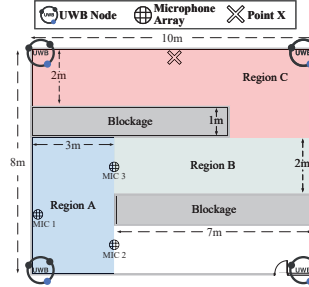 UWB Node
Microphone
Array
Point X
10m
UWB
UWB
2m
Region C
Blockage
1m
3m
8m
MIC 3
Region B
2m
Region A
Blockage
MIC 1
7m
MIC 2
UWB
UWB